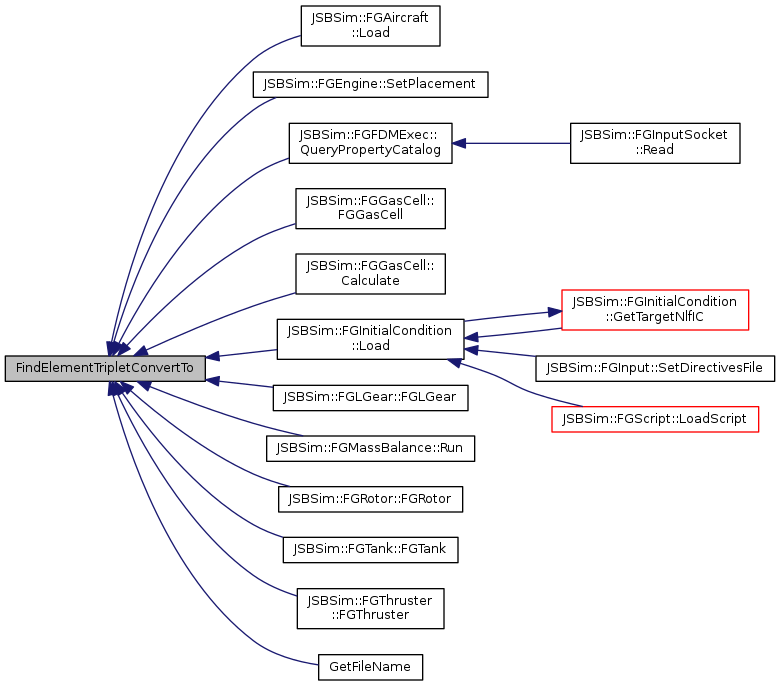 JSBSim::FGAircraft
::Load
JSBSim::FGEngine::SetPlacement
JSBSim::FGFDMExec::
QueryPropertyCatalog
JSBSim::FGInputSocket
::Read
JSBSim::FGGasCell::
FGGasCell
JSBSim::FGGasCell::
Calculate
JSBSim::FGInitialCondition
::GetTargetNlfIC
JSBSim::FGInitialCondition
::Load
FindElementTripletConvertTo
JSBSim::FGInput::SetDirectivesFile
JSBSim::FGLGear::FGLGear
JSBSim::FGScript::LoadScript
JSBSim::FGMassBalance::Run
JSBSim::FGRotor::FGRotor
JSBSim::FGTank::FGTank
JSBSim::FGThruster
::FGThruster
GetFileName